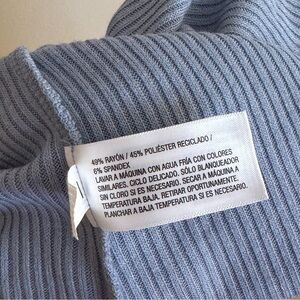 49% RAYÓN / 45% POLIÉSTER RECICLADO /
6% SPANDEX
LAVAR A MÁQUINA CON AGUA FRÍA CON COLORES
SIMILARES. CICLO DELICADO. SÓLO BLANQUEADOR
SIN CLORO SI ES NECESARIO. SECAR A MÁQUINA A
TEMPERATURA BAJA. RETIRAR OPORTUNAMENTE.
PLANCHAR A BAJA TEMPERATURA SI ES NECESARIO.